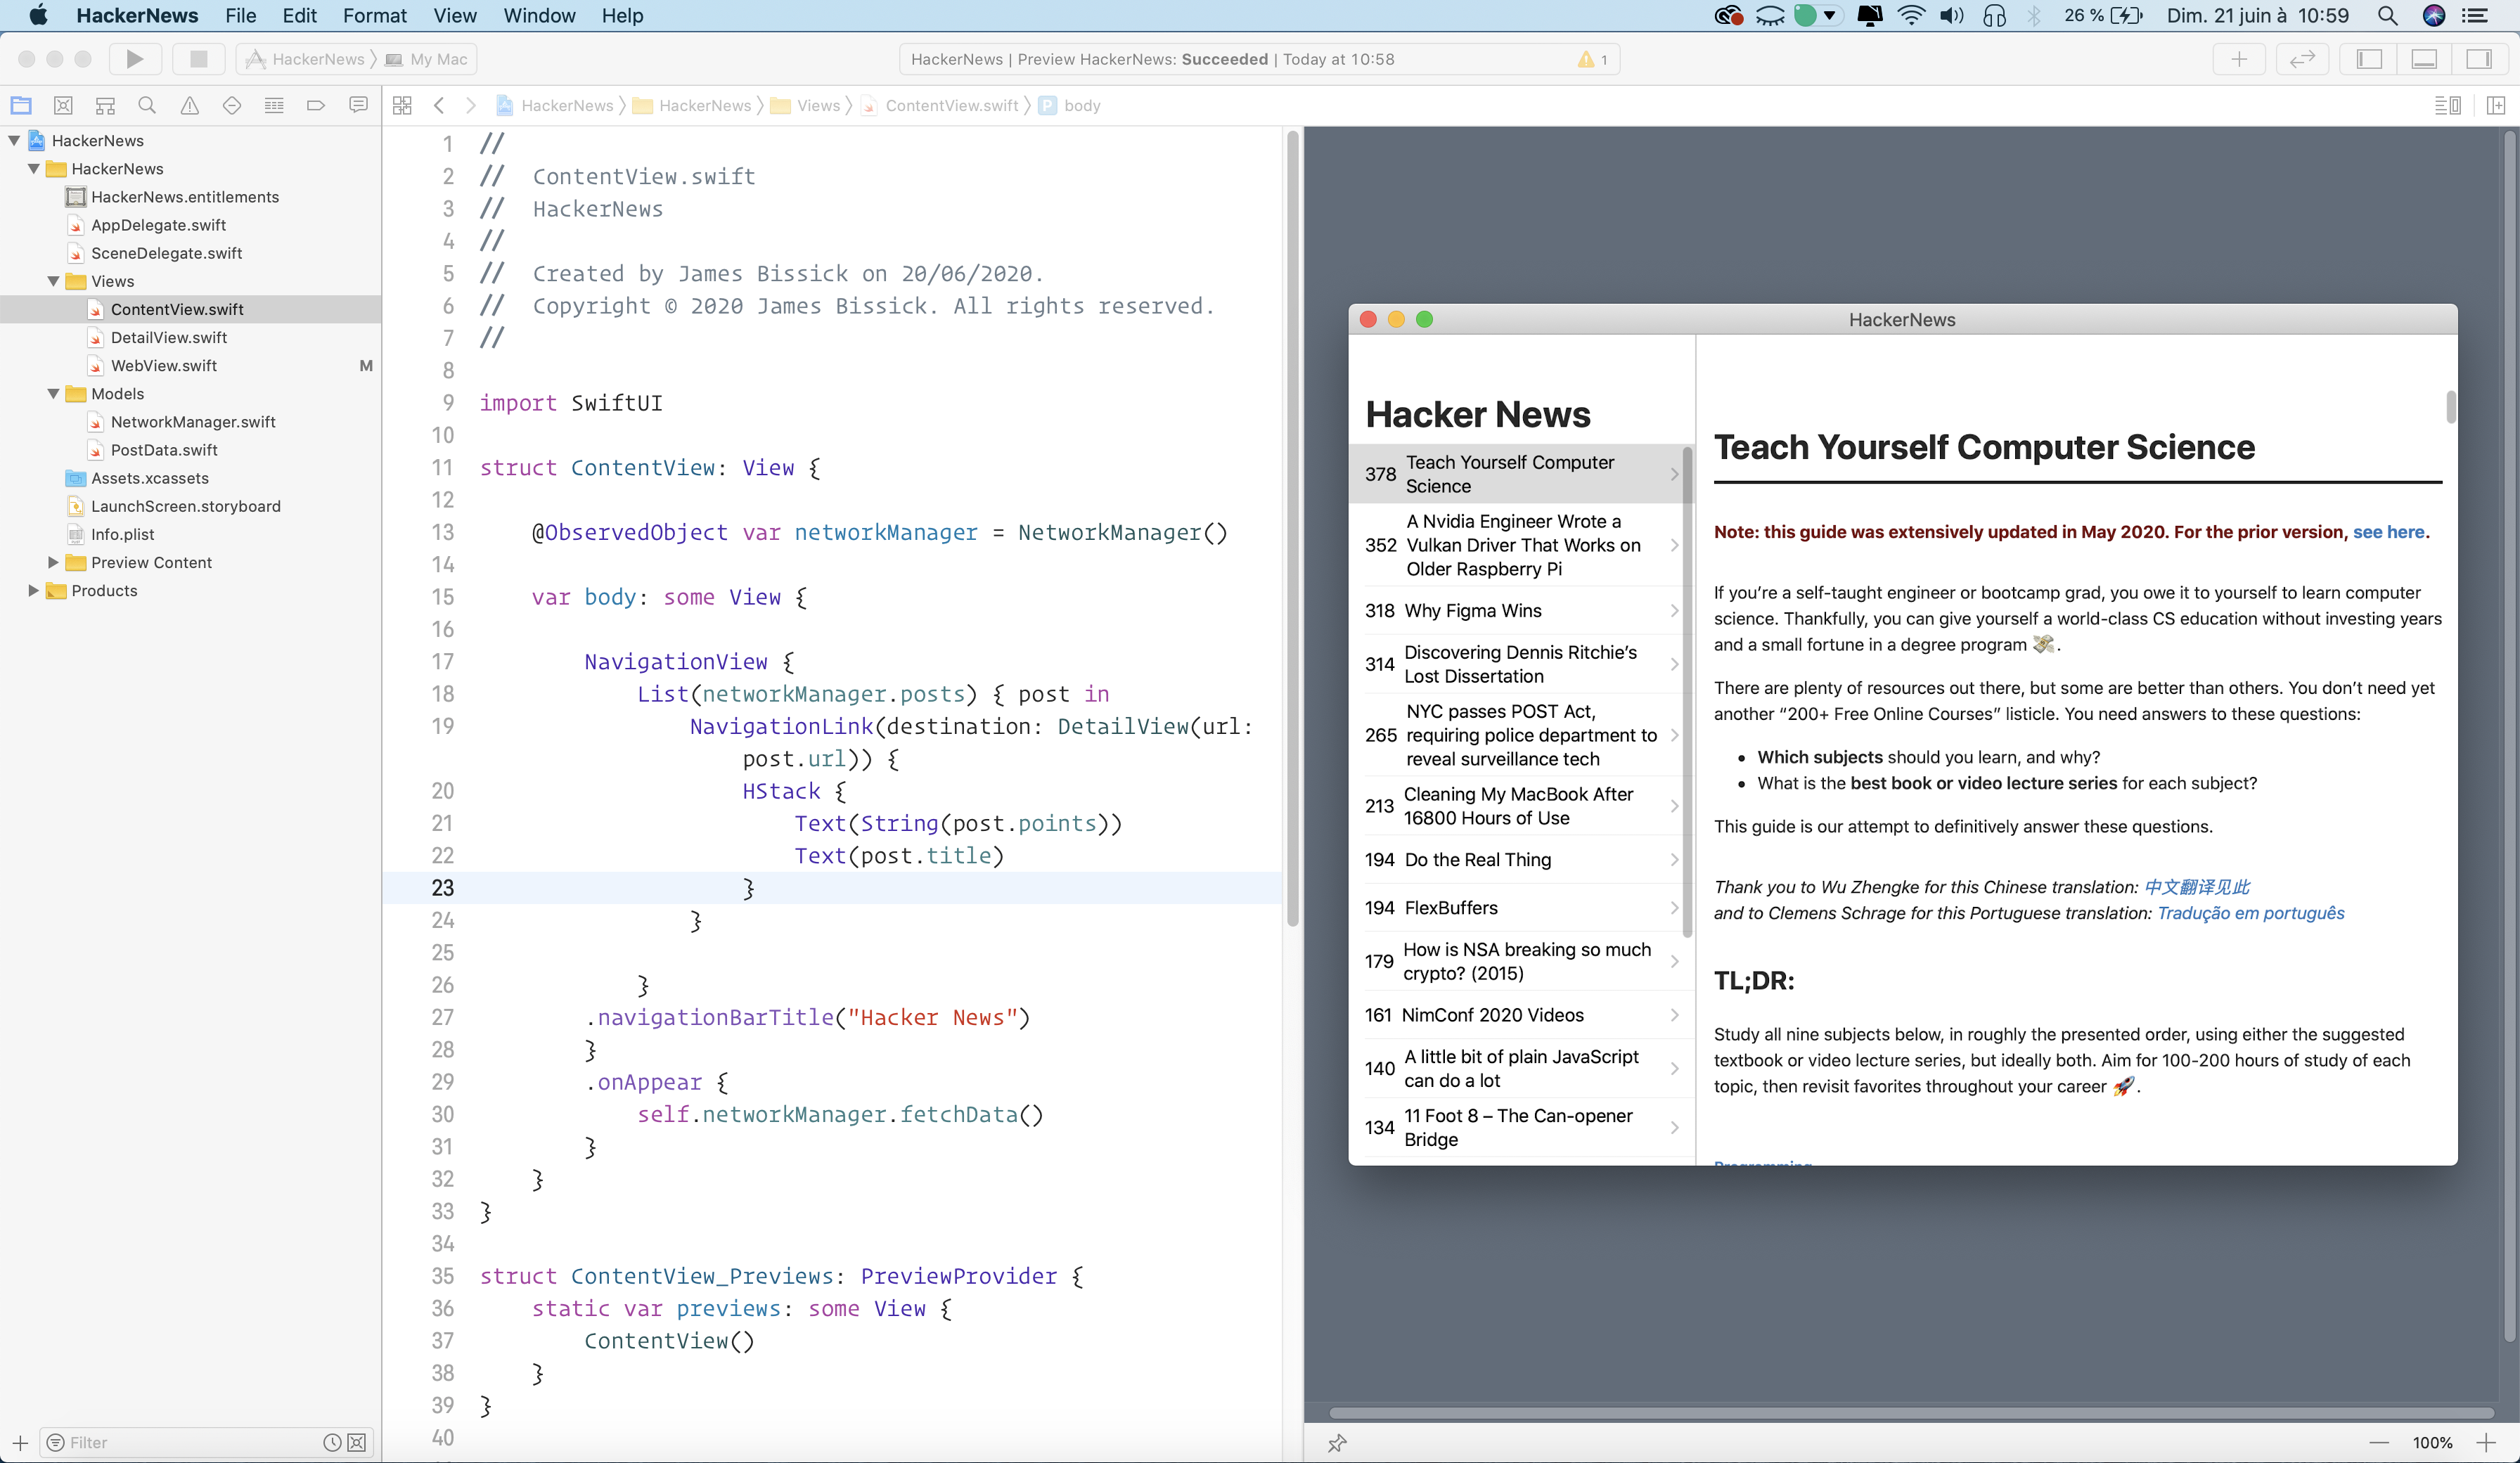 HackerNews File Edit Format View Window Help
26 % Dim. 21 juin à 10:59
HackerNews My Mac
HackerNews | Preview HackerNews: Succeeded | Today at 10:58
1
HackerNews HackerNews Views ContentView.swift P body
HackerNews
HackerNews
HackerNews.entitlements
AppDelegate.swift
SceneDelegate.swift
Views
ContentView.swift
DetailView.swift
WebView.swift M
Models
NetworkManager.swift
PostData.swift
Assets.xcassets
LaunchScreen.storyboard
Info.plist
Preview Content
Products
Filter
1 //
2 //  ContentView.swift
3 //  HackerNews
4 //
5 //  Created by James Bissick on 20/06/2020.
6 //  Copyright © 2020 James Bissick. All rights reserved.
7 //
8
9 import SwiftUI
10
11 struct ContentView: View {
12
13     @ObservedObject var networkManager = NetworkManager()
14
15     var body: some View {
16
17         NavigationView {
18             List(networkManager.posts) { post in
19                 NavigationLink(destination: DetailView(url:
                    post.url)) {
20                     HStack {
21                         Text(String(post.points))
22                         Text(post.title)
23                     }
24                 }
25
26             }
27         .navigationBarTitle("Hacker News")
28         }
29         .onAppear {
30             self.networkManager.fetchData()
31         }
32     }
33 }
34
35 struct ContentView_Previews: PreviewProvider {
36     static var previews: some View {
37         ContentView()
38     }
39 }
40
HackerNews
Hacker News
378 Teach Yourself Computer
Science
A Nvidia Engineer Wrote a
352 Vulkan Driver That Works on
Older Raspberry Pi
318 Why Figma Wins
314 Discovering Dennis Ritchie's
Lost Dissertation
NYC passes POST Act,
265 requiring police department to
reveal surveillance tech
213 Cleaning My MacBook After
16800 Hours of Use
194 Do the Real Thing
194 FlexBuffers
179 How is NSA breaking so much
crypto? (2015)
161 NimConf 2020 Videos
140 A little bit of plain JavaScript
can do a lot
134 11 Foot 8 – The Can-opener
Bridge
Teach Yourself Computer Science
Note: this guide was extensively updated in May 2020. For the prior version, see here.
If you're a self-taught engineer or bootcamp grad, you owe it to yourself to learn computer
science. Thankfully, you can give yourself a world-class CS education without investing years
and a small fortune in a degree program 💸.
There are plenty of resources out there, but some are better than others. You don't need yet
another “200+ Free Online Courses” listicle. You need answers to these questions:
• Which subjects should you learn, and why?
• What is the best book or video lecture series for each subject?
This guide is our attempt to definitively answer these questions.
Thank you to Wu Zhengke for this Chinese translation: 中文翻译见此
and to Clemens Schrage for this Portuguese translation: Tradução em português
TL;DR:
Study all nine subjects below, in roughly the presented order, using either the suggested
textbook or video lecture series, but ideally both. Aim for 100-200 hours of study of each
topic, then revisit favorites throughout your career 🚀.
100%